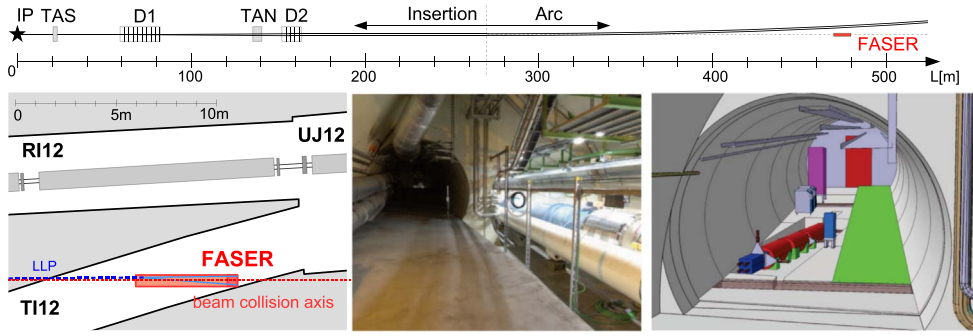 IP TAS D1 TAN D2 Insertion Arc
FASER
0 100 200 300 400 500 L[m]
0 5m 10m
RI12 UJ12
FASER
LLP
beam collision axis
TI12